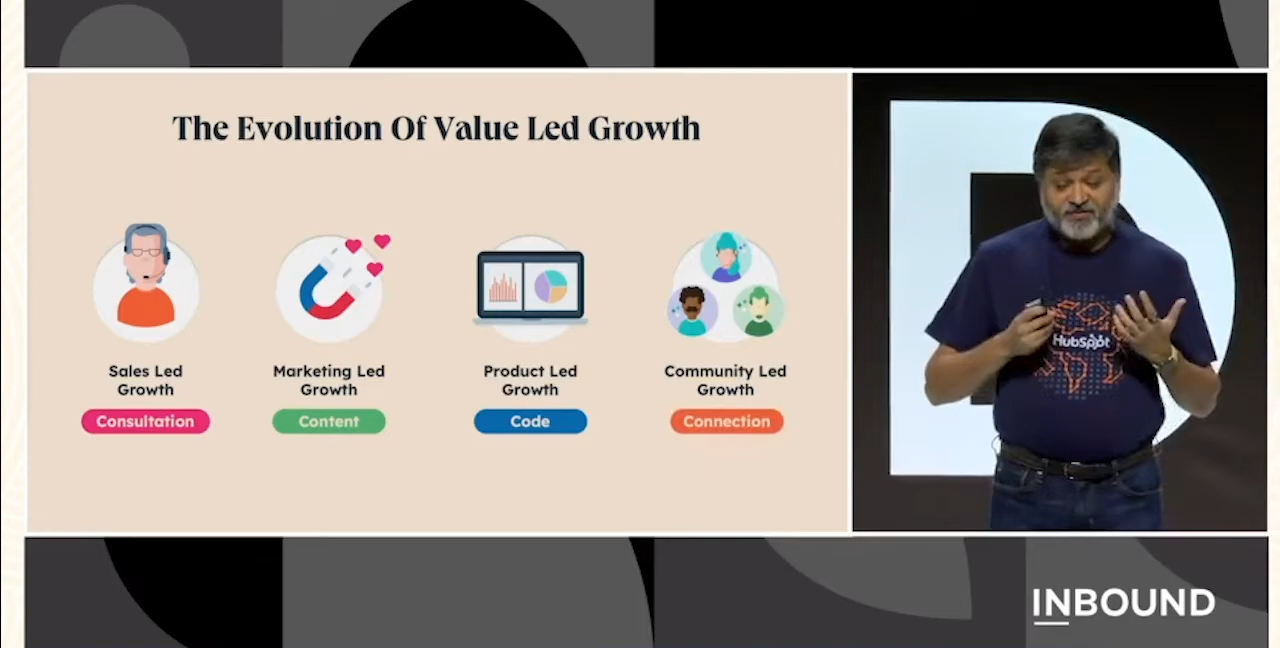 The Evolution Of Value Led Growth
Sales Led
Growth
Consultation
Marketing Led
Growth
Content
Product Led
Growth
Code
Community Led
Growth
Connection
HubSpot
INBOUND